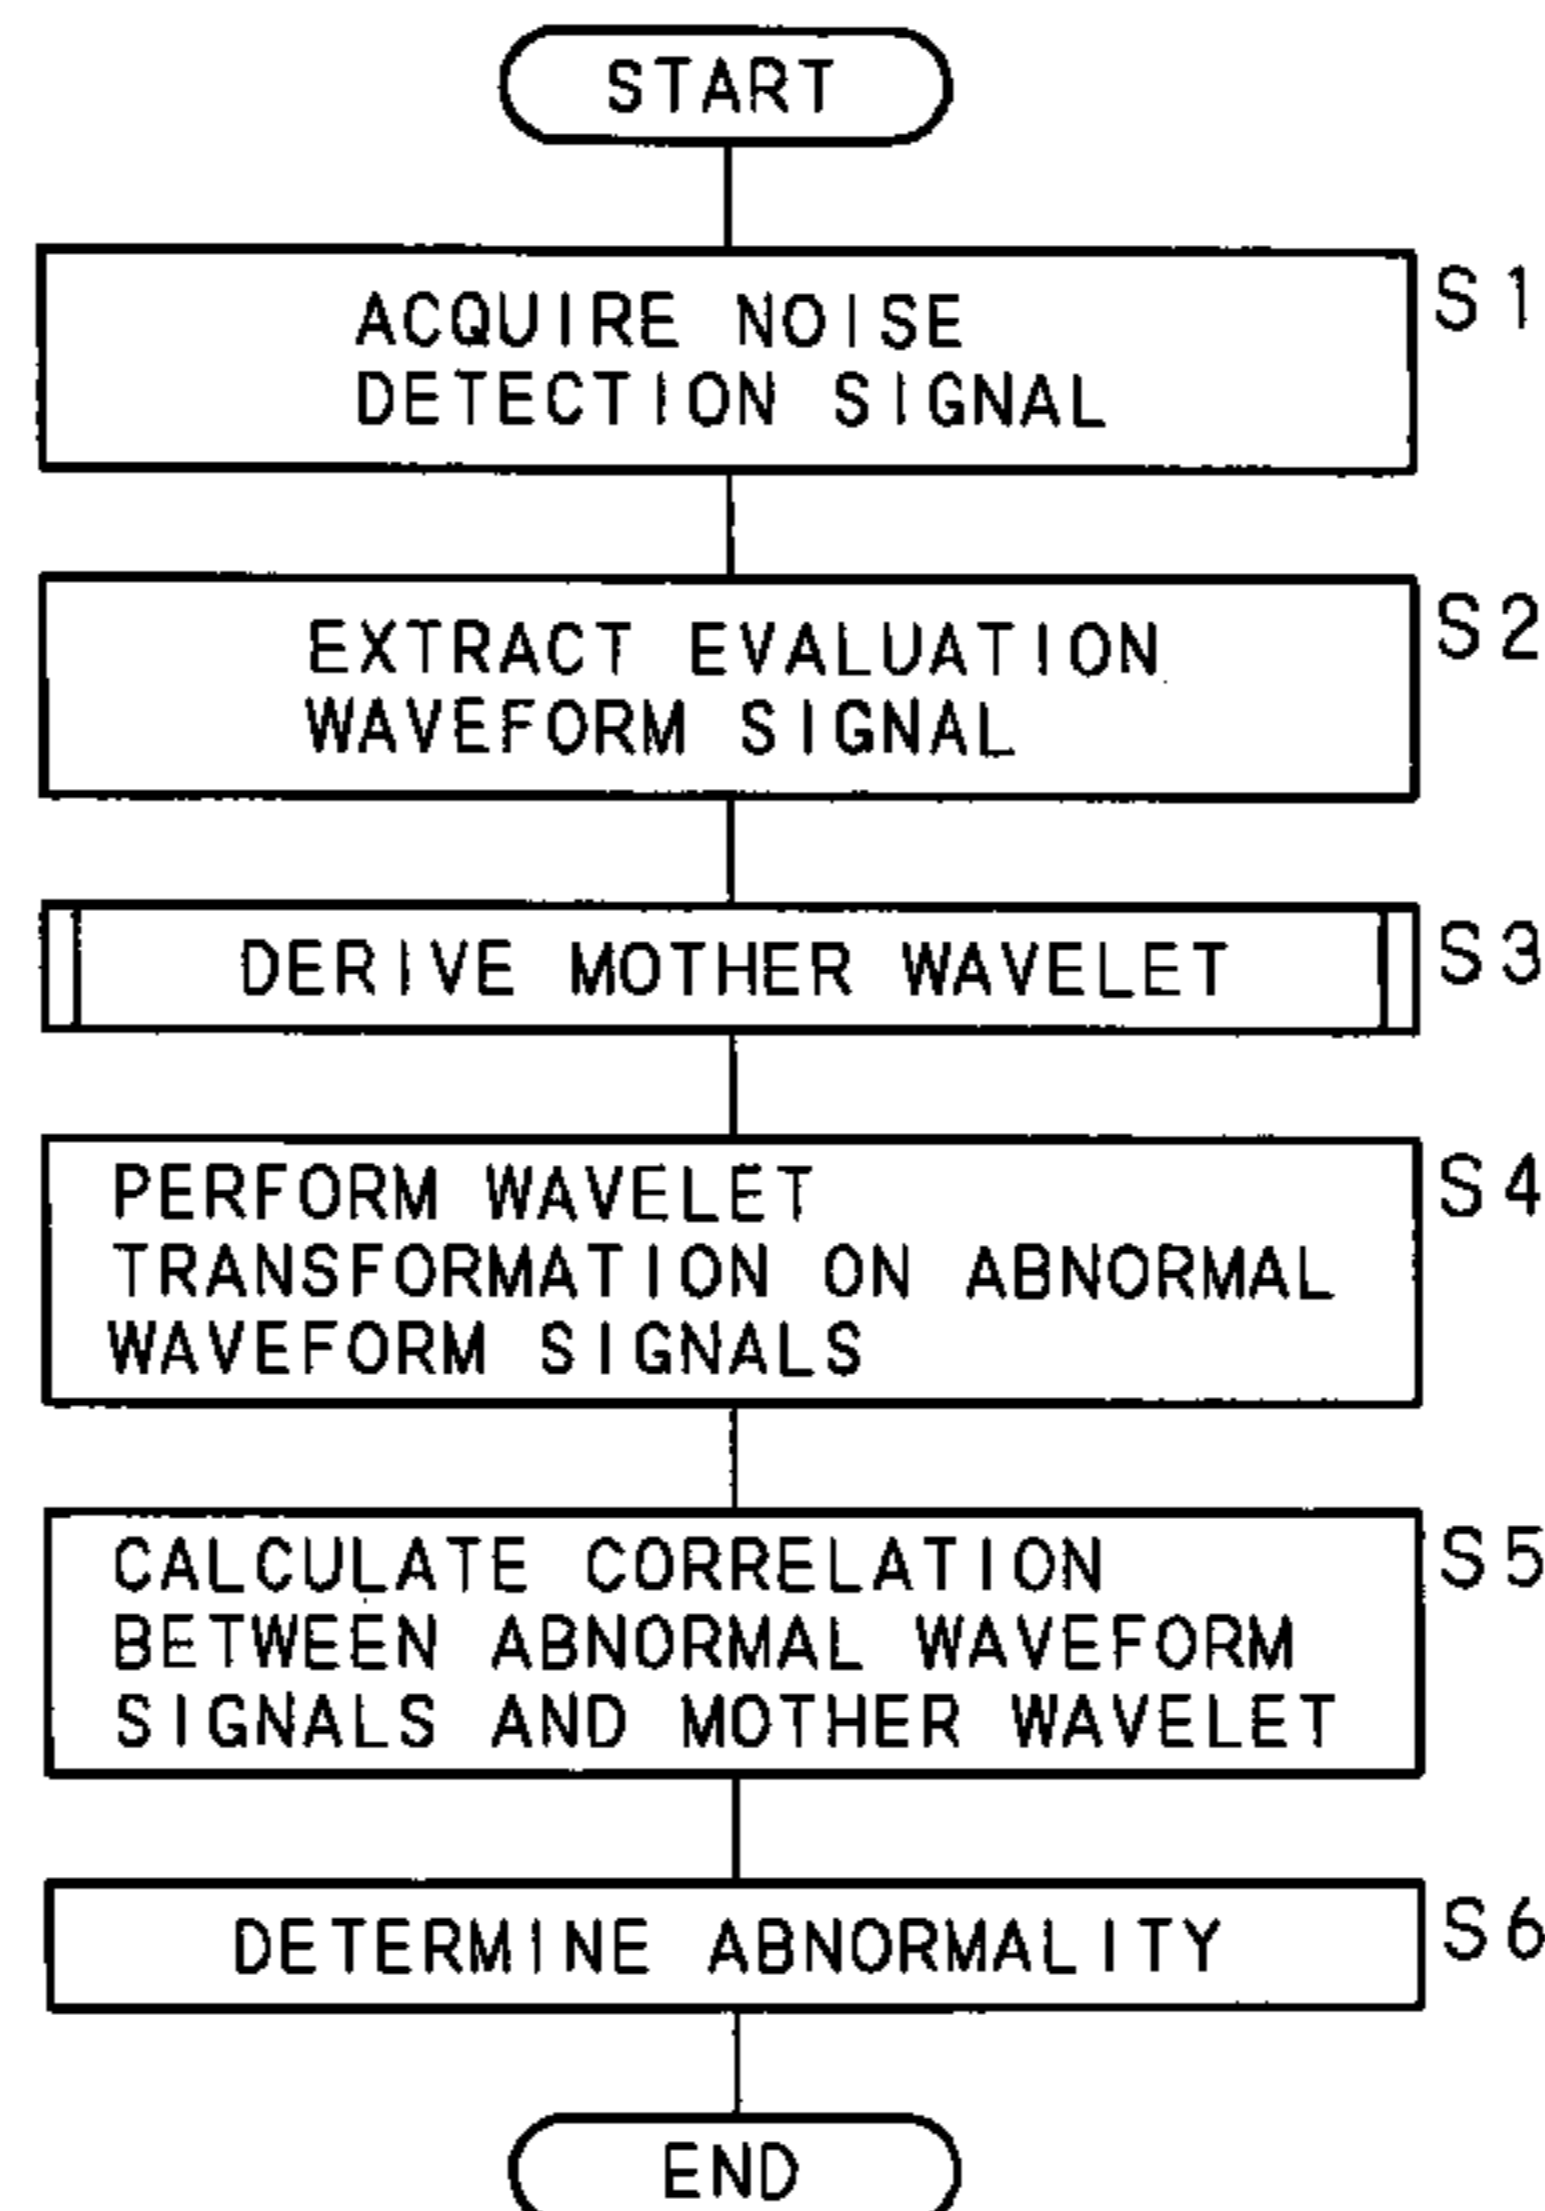 START
S1
ACQUIRE NOISE
DETECTION SIGNAL
S2
EXTRACT EVALUATION
WAVEFORM SIGNAL
S3
DERIVE MOTHER WAVELET
S4
PERFORM WAVELET
TRANSFORMATION ON ABNORMAL
WAVEFORM SIGNALS
S5
CALCULATE CORRELATION
BETWEEN ABNORMAL WAVEFORM
SIGNALS AND MOTHER WAVELET
S6
DETERMINE ABNORMALITY
END